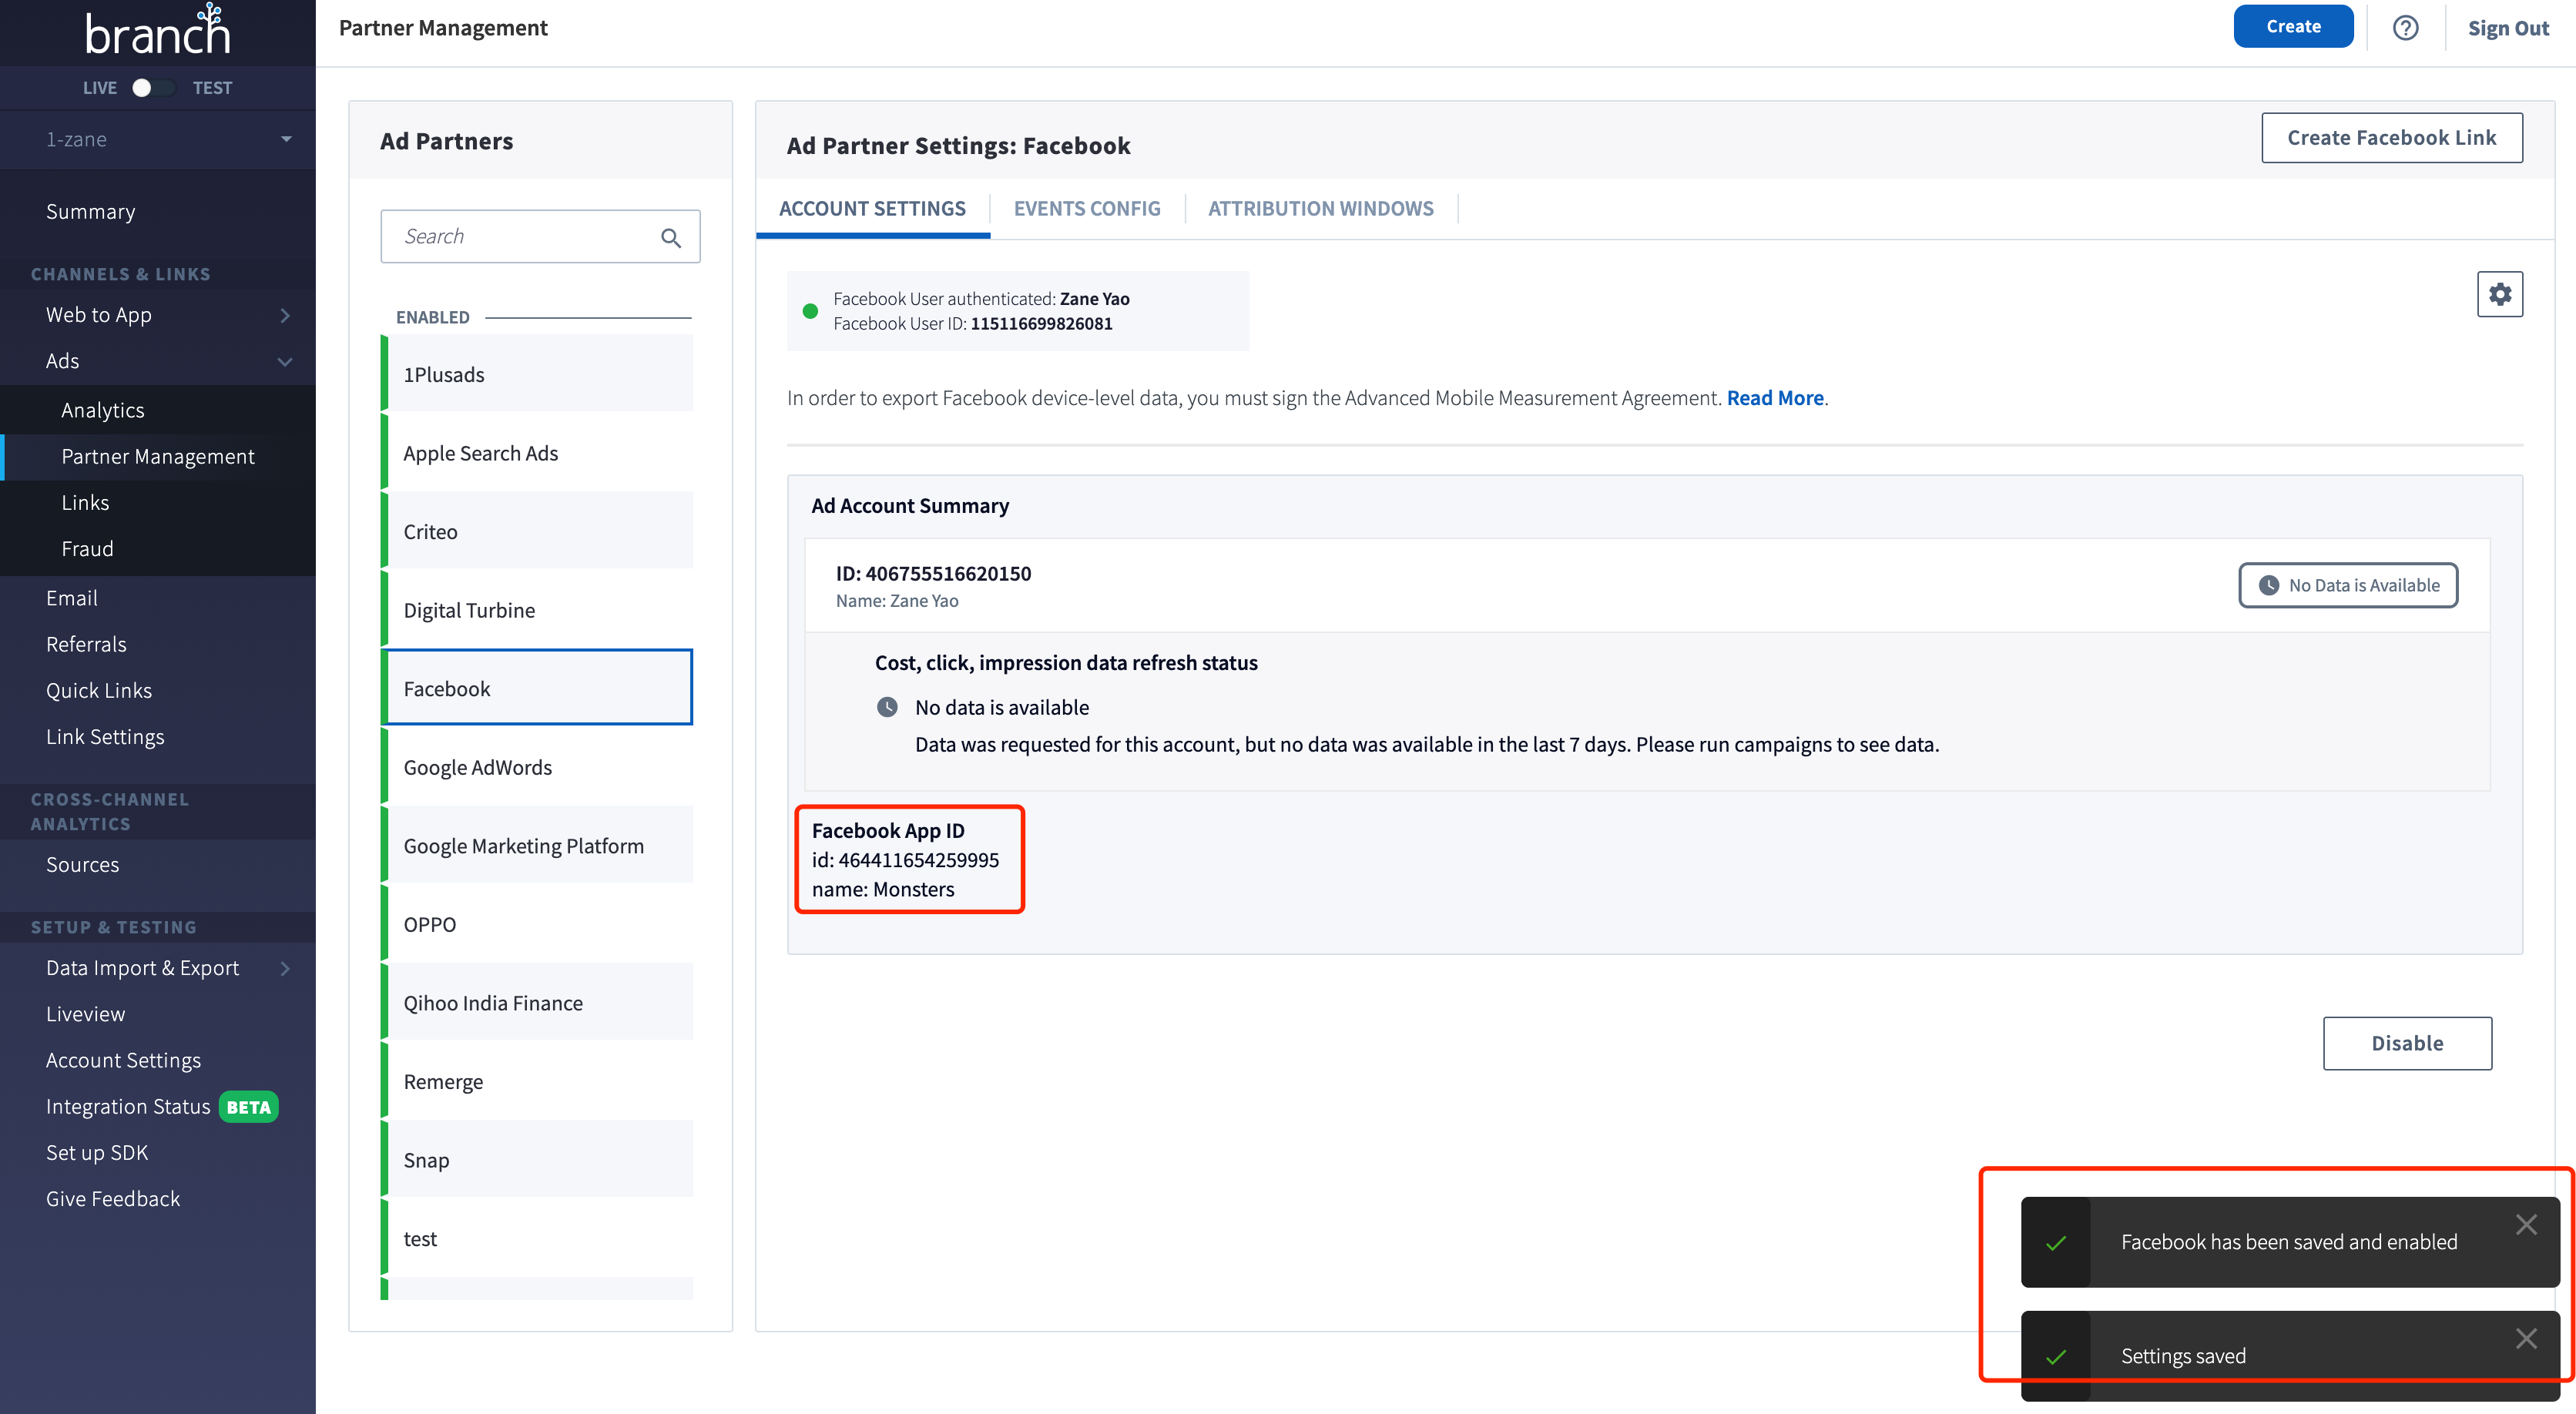 branch
LIVE TEST
1-zane
Summary
CHANNELS & LINKS
Web to App
Ads
Analytics
Partner Management
Links
Fraud
Email
Referrals
Quick Links
Link Settings
CROSS-CHANNEL
ANALYTICS
Sources
SETUP & TESTING
Data Import & Export
Liveview
Account Settings
Integration Status BETA
Set up SDK
Give Feedback
Partner Management
Create
Sign Out
Ad Partners
Search
ENABLED
1Plusads
Apple Search Ads
Criteo
Digital Turbine
Facebook
Google AdWords
Google Marketing Platform
OPPO
Qihoo India Finance
Remerge
Snap
test
Ad Partner Settings: Facebook
Create Facebook Link
ACCOUNT SETTINGS
EVENTS CONFIG
ATTRIBUTION WINDOWS
Facebook User authenticated: Zane Yao
Facebook User ID: 115116699826081
In order to export Facebook device-level data, you must sign the Advanced Mobile Measurement Agreement. Read More.
Ad Account Summary
ID: 406755516620150
Name: Zane Yao
No Data is Available
Cost, click, impression data refresh status
No data is available
Data was requested for this account, but no data was available in the last 7 days. Please run campaigns to see data.
Facebook App ID
id: 464411654259995
name: Monsters
Disable
Facebook has been saved and enabled
Settings saved